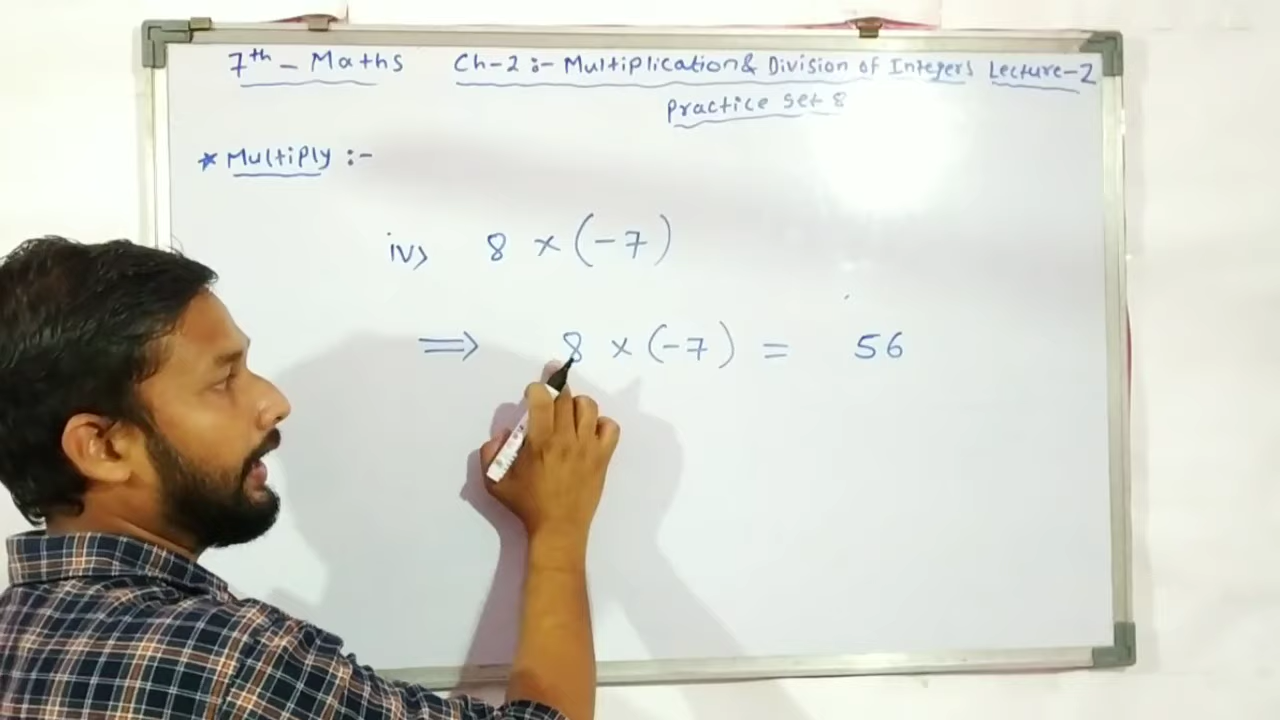 7th - Maths Ch-2 :- Multiplication & Division of Integers Lecture-2
Practice Set 8
* Multiply :-
iv> 8 × (-7)
⇒ 8 × (-7) = 56